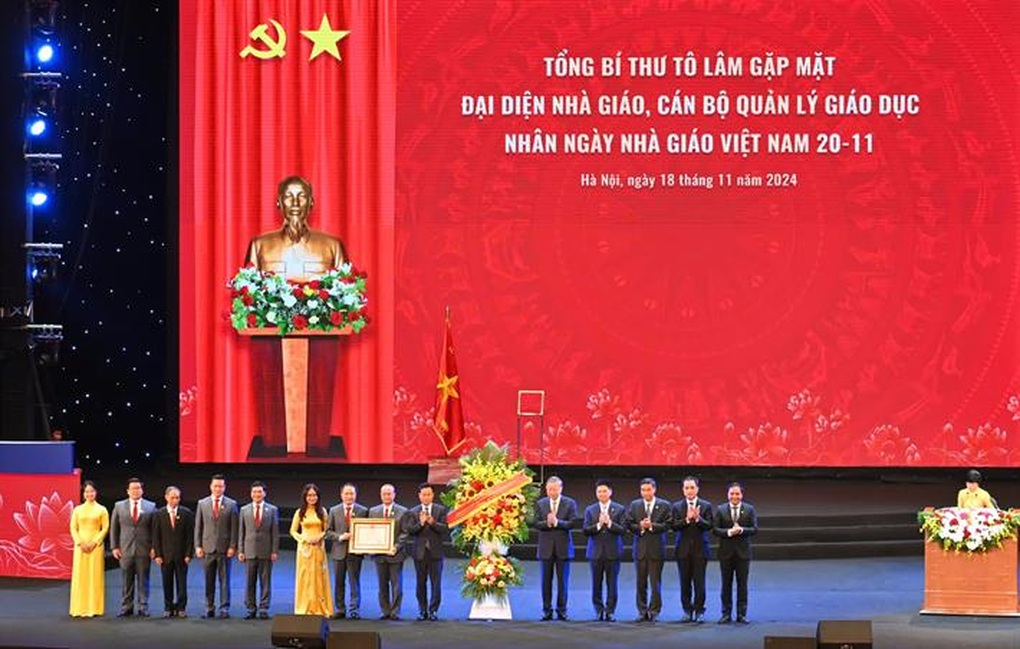 TỔNG BÍ THƯ TÔ LÂM GẶP MẶT
ĐẠI DIỆN NHÀ GIÁO, CÁN BỘ QUẢN LÝ GIÁO DỤC
NHÂN NGÀY NHÀ GIÁO VIỆT NAM 20-11
Hà Nội, ngày 18 tháng 11 năm 2024